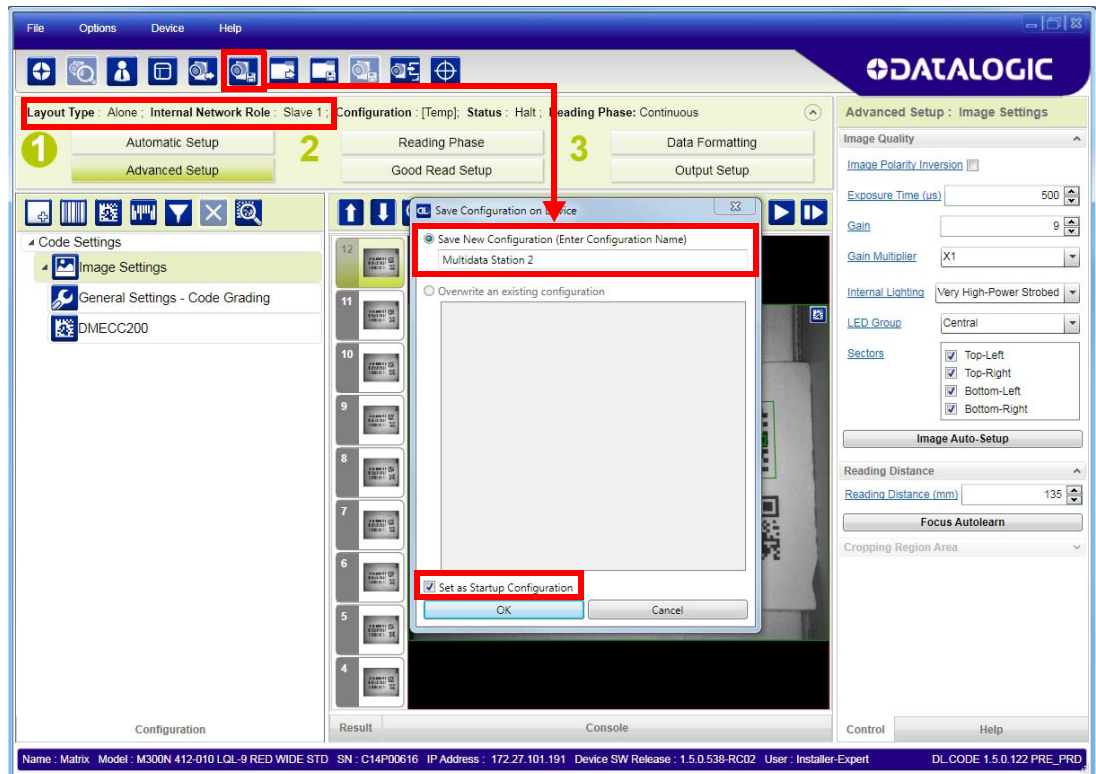 File Options Device Help
DATALOGIC
Layout Type : Alone ; Internal Network Role : Slave 1 ; Configuration : [Temp]; Status : Halt ; Reading Phase: Continuous
1 Automatic Setup 2 Reading Phase 3 Data Formatting
Advanced Setup Good Read Setup Output Setup
Code Settings
Image Settings
General Settings - Code Grading
DMECC200
Configuration
12
11
10
9
8
7
6
5
4
Result Console
Save Configuration on Device
Save New Configuration (Enter Configuration Name)
Multidata Station 2
Overwrite an existing configuration
Set as Startup Configuration
OK Cancel
Advanced Setup : Image Settings
Image Quality
Image Polarity Inversion
Exposure Time (us) 500
Gain 9
Gain Multiplier X1
Internal Lighting Very High-Power Strobed
LED Group Central
Sectors Top-Left
Top-Right
Bottom-Left
Bottom-Right
Image Auto-Setup
Reading Distance
Reading Distance (mm) 135
Focus Autolearn
Cropping Region Area
Control Help
Name : Matrix Model : M300N 412-010 LQL-9 RED WIDE STD SN : C14P00616 IP Address : 172.27.101.191 Device SW Release : 1.5.0.538-RC02 User : Installer-Expert DL.CODE 1.5.0.122 PRE_PRD